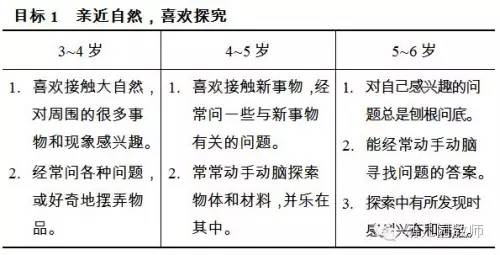 目标1 亲近自然，喜欢探究
3~4 岁
4~5 岁
5~6 岁
1. 喜欢接触大自然，
对周围的很多事
物和现象感兴趣。
2. 经常问各种问题，
或好奇地摆弄物
品。
1. 喜欢接触新事物，经
常问一些与新事物
有关的问题。
2. 常常动手动脑探索
物体和材料，并乐在
其中。
1. 对自己感兴趣的问
题总是刨根问底。
2. 能经常动手动脑
寻找问题的答案。
3. 探索中有所发现时
感到兴奋和满足。